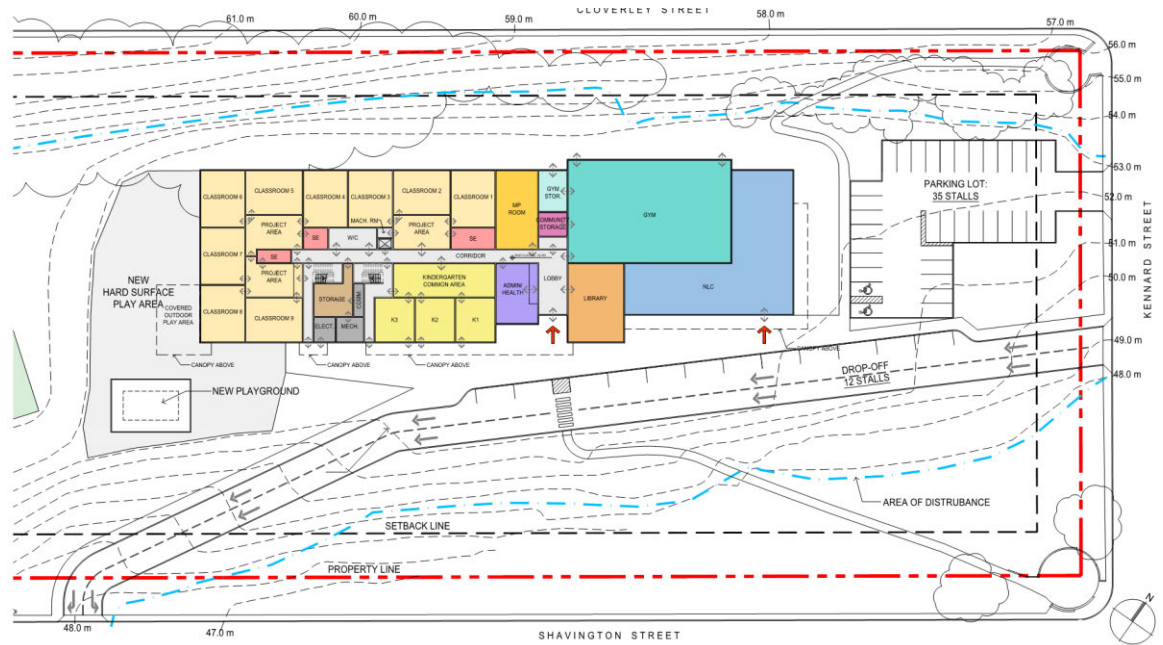 CLOVERLEY STREET
61.0 m
60.0 m
59.0 m
58.0 m
57.0 m
56.0 m
55.0 m
54.0 m
53.0 m
52.0 m
51.0 m
50.0 m
49.0 m
48.0 m
KENNARD STREET
PARKING LOT:
35 STALLS
CLASSROOM 6
CLASSROOM 5
CLASSROOM 4
CLASSROOM 3
CLASSROOM 2
CLASSROOM 1
MP
ROOM
GYM
STOR.
COMMUNITY
STORAGE
GYM
MACH. RM
PROJECT
AREA
SE
W/C
PROJECT
AREA
SE
CLASSROOM 7
SE
CORRIDOR
PROJECT
AREA
KINDERGARTEN
COMMON AREA
ADMIN/
HEALTH
LOBBY
LIBRARY
NLC
NEW
HARD SURFACE
PLAY AREA
COVERED
OUTDOOR
PLAY AREA
CLASSROOM 8
CLASSROOM 9
STORAGE
COMM.
ELECT.
MECH.
K3
K2
K1
CANOPY ABOVE
CANOPY ABOVE
CANOPY ABOVE
CANOPY ABOVE
NEW PLAYGROUND
DROP-OFF
12 STALLS
AREA OF DISTRUBANCE
SETBACK LINE
PROPERTY LINE
48.0 m
47.0 m
SHAVINGTON STREET
N